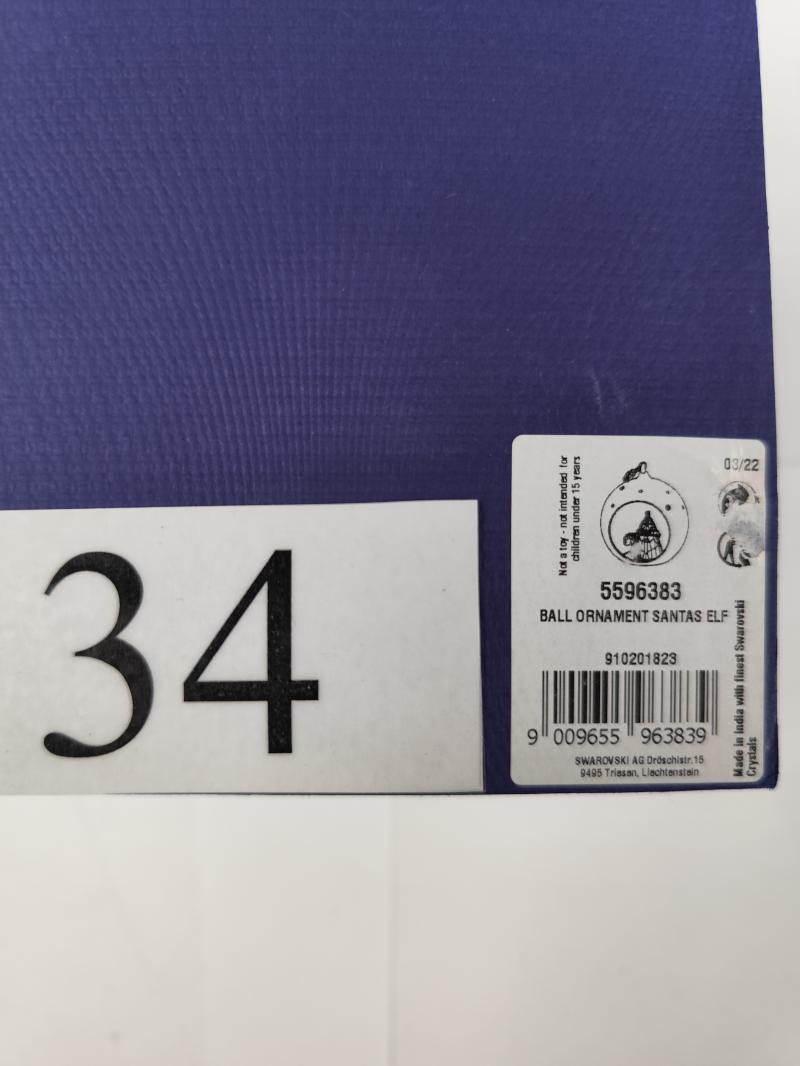 34
Not a toy - not intended for
children under 15 years
03/22
5596383
BALL ORNAMENT SANTAS ELF
910201823
9 009655 963839
SWAROVSKI AG Dröschistr.15
9495 Triesen, Liechtenstein
Made in India with finest Swarovski
Crystals